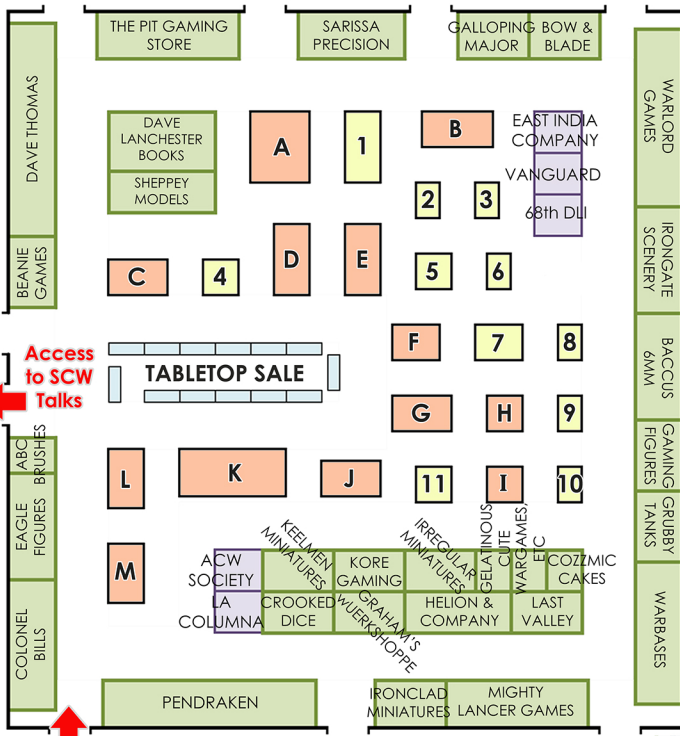 THE PIT GAMING
STORE
SARISSA
PRECISION
GALLOPING
MAJOR
BOW &
BLADE
DAVE THOMAS
BEANIE
GAMES
DAVE
LANCHESTER
BOOKS
SHEPPEY
MODELS
A
1
B
EAST INDIA
COMPANY
VANGUARD
68th DLI
2
3
WARLORD
GAMES
IRONGATE
SCENERY
BACCUS
6MM
GAMING
FIGURES
GRUBBY
TANKS
WARBASES
C
4
D
E
5
6
F
7
8
Access
to SCW
Talks
TABLETOP SALE
G
H
9
ABC
BRUSHES
EAGLE
FIGURES
COLONEL
BILLS
L
K
J
11
I
10
M
ACW
SOCIETY
KEELMEN
MINIATURES
KORE
GAMING
IRREGULAR
MINIATURES
GELATINOUS
CUTE
WARGAMES,
ETC
COZZMIC
CAKES
LA
COLUMNA
CROOKED
DICE
GRAHAM'S
WUERKSHOPPE
HELION &
COMPANY
LAST
VALLEY
PENDRAKEN
IRONCLAD
MINIATURES
MIGHTY
LANCER GAMES